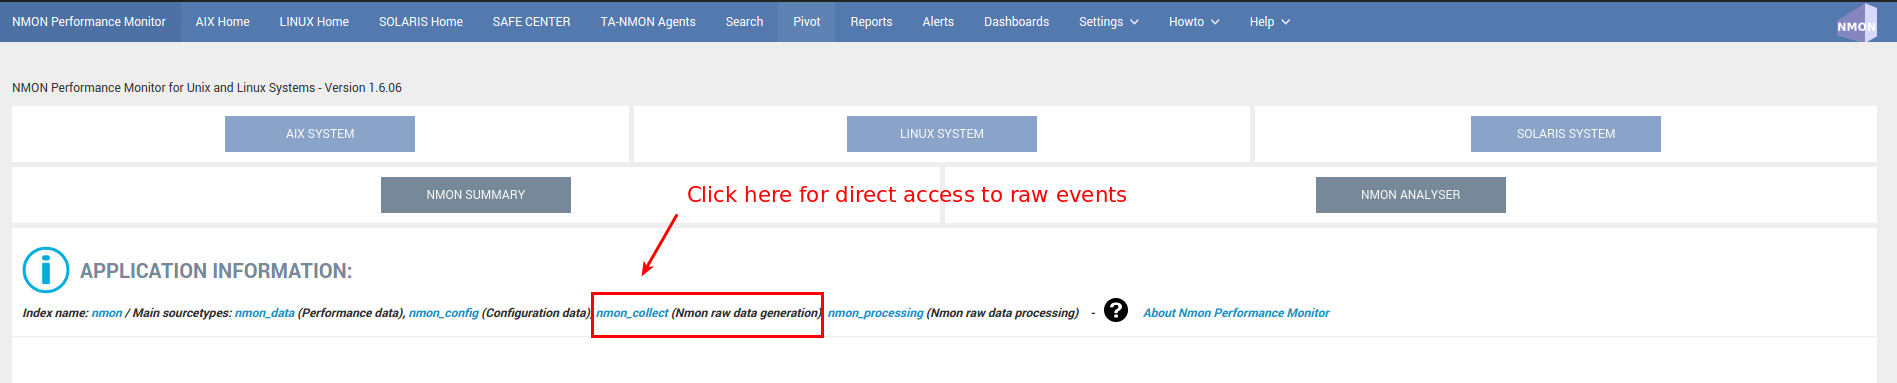 NMON Performance Monitor AIX Home LINUX Home SOLARIS Home SAFE CENTER TA-NMON Agents Search Pivot Reports Alerts Dashboards Settings Howto Help NMON
NMON Performance Monitor for Unix and Linux Systems - Version 1.6.06
AIX SYSTEM LINUX SYSTEM SOLARIS SYSTEM
NMON SUMMARY Click here for direct access to raw events NMON ANALYSER
APPLICATION INFORMATION:
Index name: nmon / Main sourcetypes: nmon_data (Performance data), nmon_config (Configuration data), nmon_collect (Nmon raw data generation) nmon_processing (Nmon raw data processing) - ? About Nmon Performance Monitor